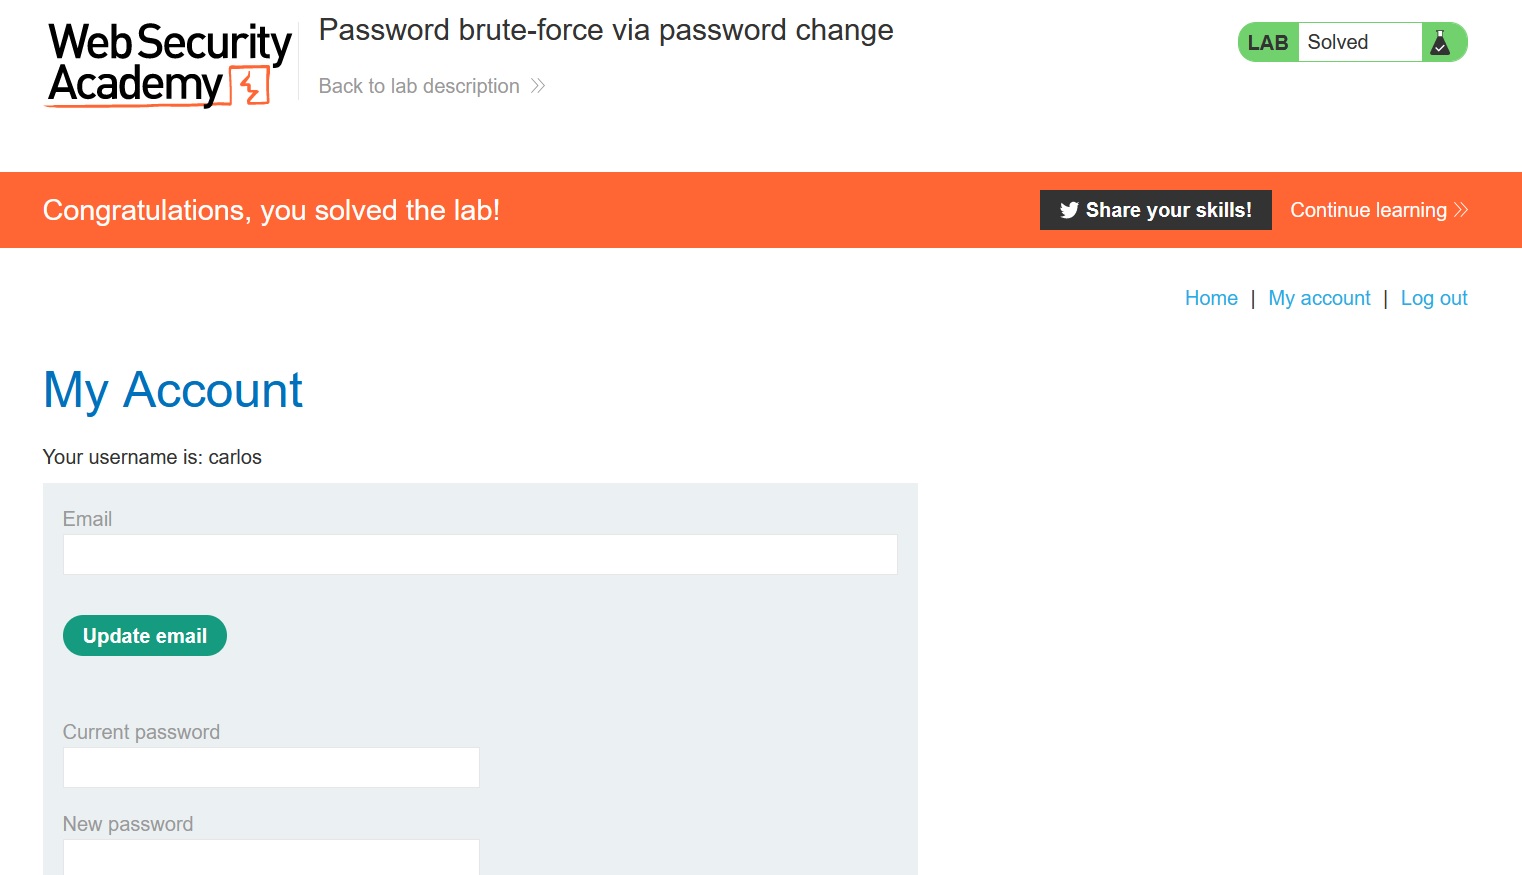 Web Security
Academy
Password brute-force via password change
Back to lab description
LAB Solved
Congratulations, you solved the lab!
Share your skills!
Continue learning
Home | My account | Log out
My Account
Your username is: carlos
Email
Update email
Current password
New password